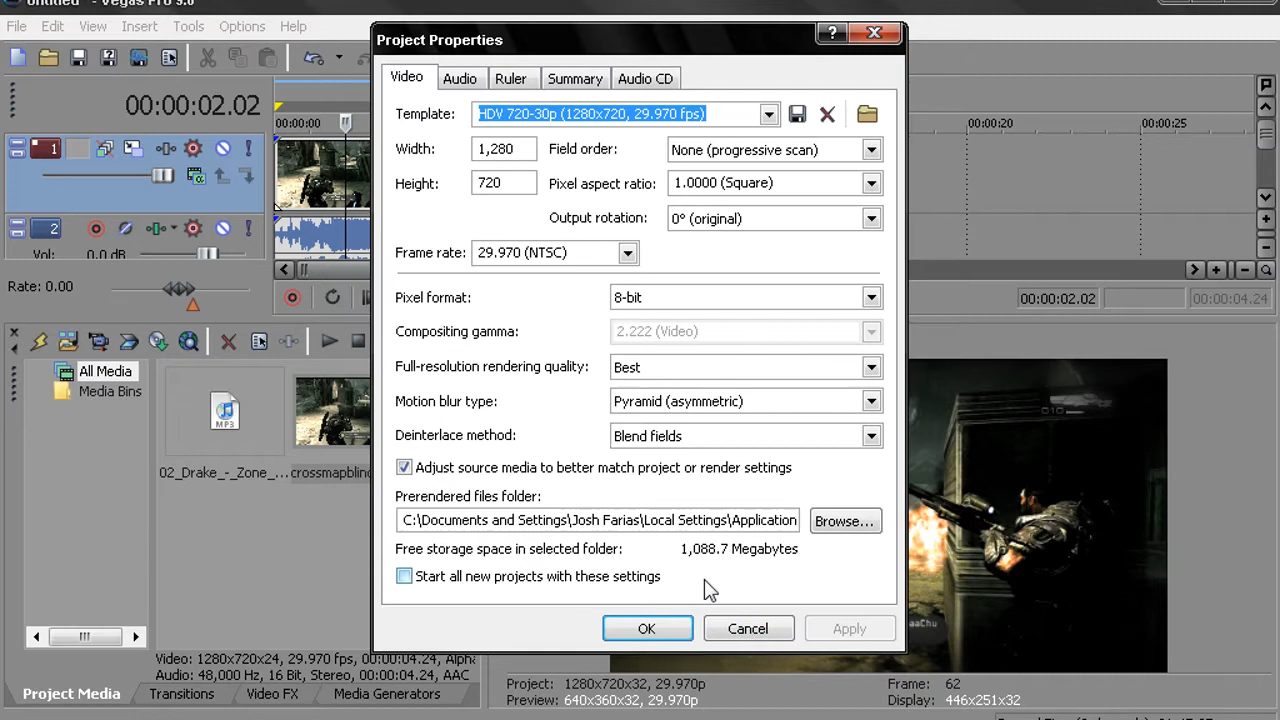 Untitled * - Vegas Pro 9.0
File Edit View Insert Tools Options Help
Project Properties
Video Audio Ruler Summary Audio CD
Template: HDV 720-30p (1280x720, 29.970 fps)
Width: 1,280 Field order: None (progressive scan)
Height: 720 Pixel aspect ratio: 1.0000 (Square)
Output rotation: 0° (original)
Frame rate: 29.970 (NTSC)
Pixel format: 8-bit
Compositing gamma: 2.222 (Video)
Full-resolution rendering quality: Best
Motion blur type: Pyramid (asymmetric)
Deinterlace method: Blend fields
Adjust source media to better match project or render settings
Prerendered files folder:
C:\Documents and Settings\Josh Farias\Local Settings\Application
Browse...
Free storage space in selected folder: 1,088.7 Megabytes
Start all new projects with these settings
OK Cancel Apply
00:00:02.02
00:00:00 00:00:20 00:00:25
1
2
Vol: 0.0 dB
Rate: 0.00
00:00:02.02 00:00:04.24
All Media
Media Bins
MP3
02_Drake_-_Zone_... crossmapblin
Video: 1280x720x24, 29.970 fps, 00:00:04.24, Alpha
Audio: 48,000 Hz, 16 Bit, Stereo, 00:00:04.24, AAC
Project Media Transitions Video FX Media Generators
aaChu
Project: 1280x720x32, 29.970p
Preview: 640x360x32, 29.970p
Frame: 62
Display: 446x251x32